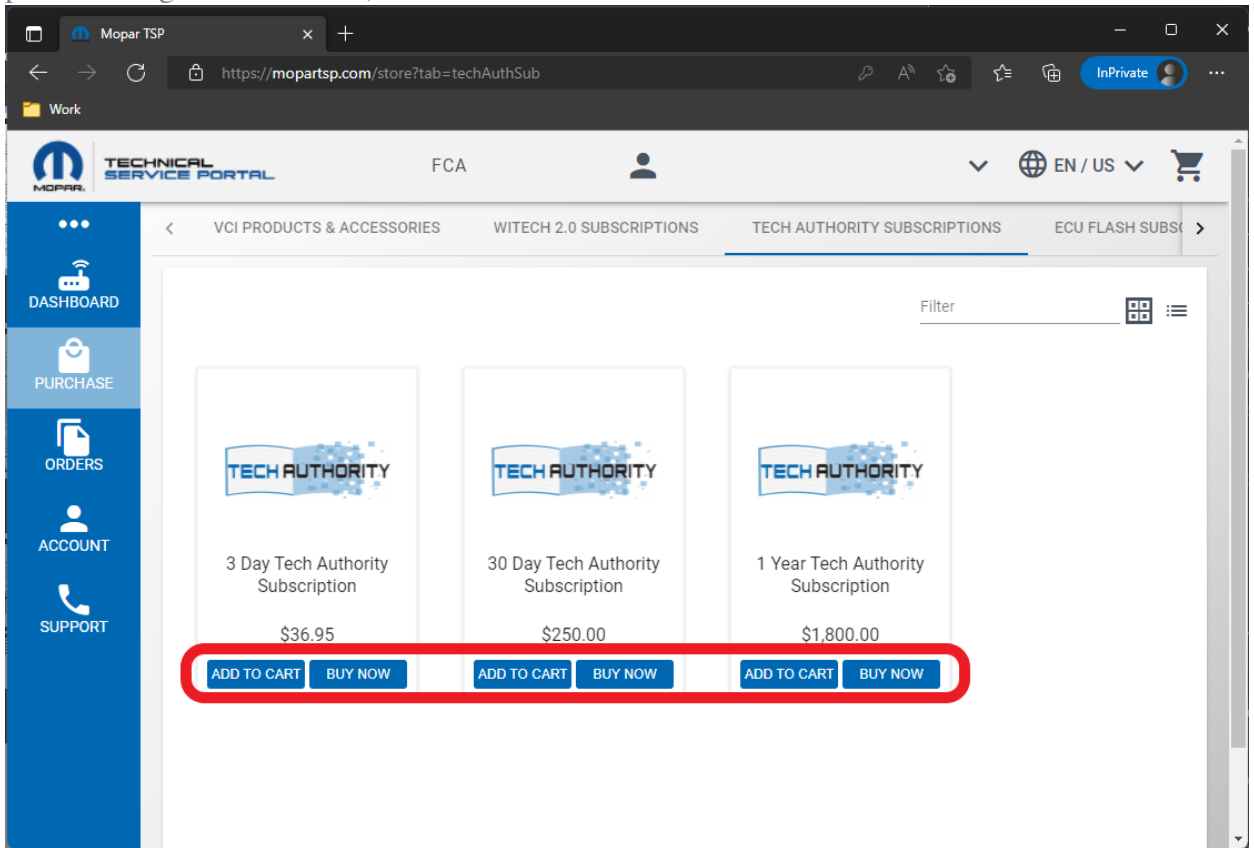 Mopar TSP
https://mopartsp.com/store?tab=techAuthSub
InPrivate
Work
MOPAR.
TECHNICAL
SERVICE PORTAL
FCA
EN / US
VCI PRODUCTS & ACCESSORIES WITECH 2.0 SUBSCRIPTIONS TECH AUTHORITY SUBSCRIPTIONS ECU FLASH SUBS
DASHBOARD
PURCHASE
ORDERS
ACCOUNT
SUPPORT
Filter
TECH AUTHORITY
3 Day Tech Authority
Subscription
$36.95
ADD TO CART BUY NOW
TECH AUTHORITY
30 Day Tech Authority
Subscription
$250.00
ADD TO CART BUY NOW
TECH AUTHORITY
1 Year Tech Authority
Subscription
$1,800.00
ADD TO CART BUY NOW